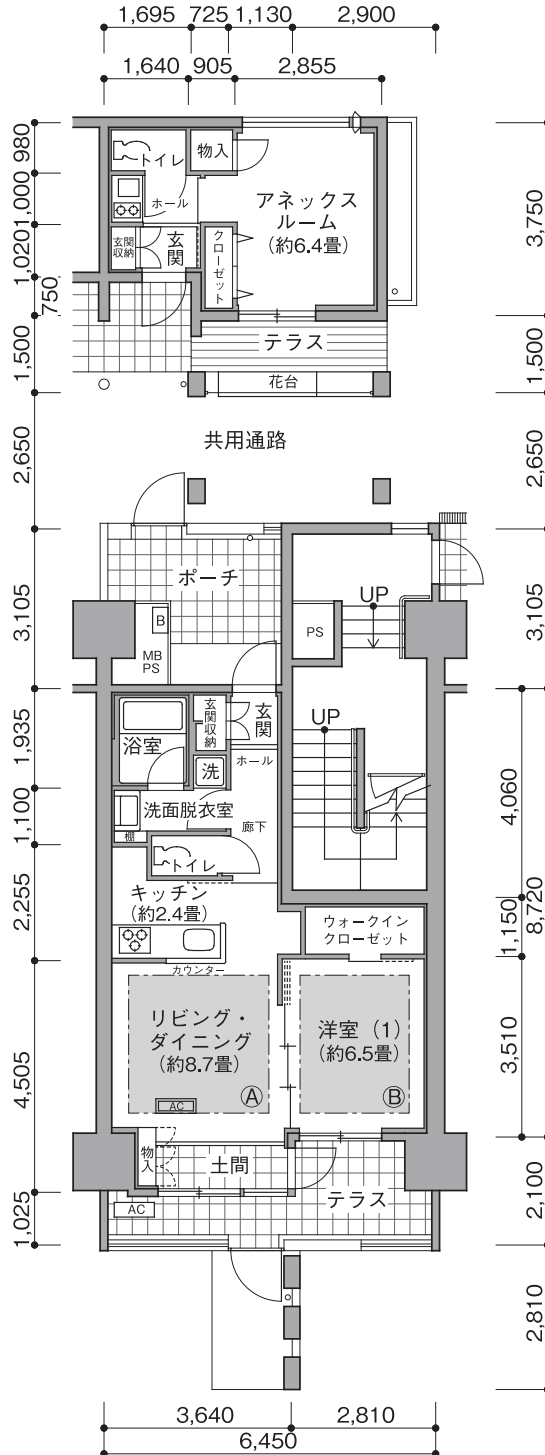 1,695 725 1,130 2,900
1,640 905 2,855
980
1,000
1,020
750
1,500
2,650
3,105
1,935
1,100
2,255
4,505
1,025
3,750
1,500
2,650
3,105
4,060
8,720
1,150
3,510
2,100
2,810
トイレ
物入
ホール
アネックス
ルーム
(約6.4畳)
玄関
収納
玄関
クローゼット
テラス
花台
共用通路
ポーチ
B
MB
PS
PS
UP
UP
玄関
収納
玄関
浴室
洗
ホール
洗面脱衣室
棚
廊下
トイレ
キッチン
(約2.4畳)
ウォークイン
クローゼット
カウンター
リビング・
ダイニング
(約8.7畳)
洋室(1)
(約6.5畳)
AC
A
B
物入
土間
テラス
AC
3,640 2,810
6,450